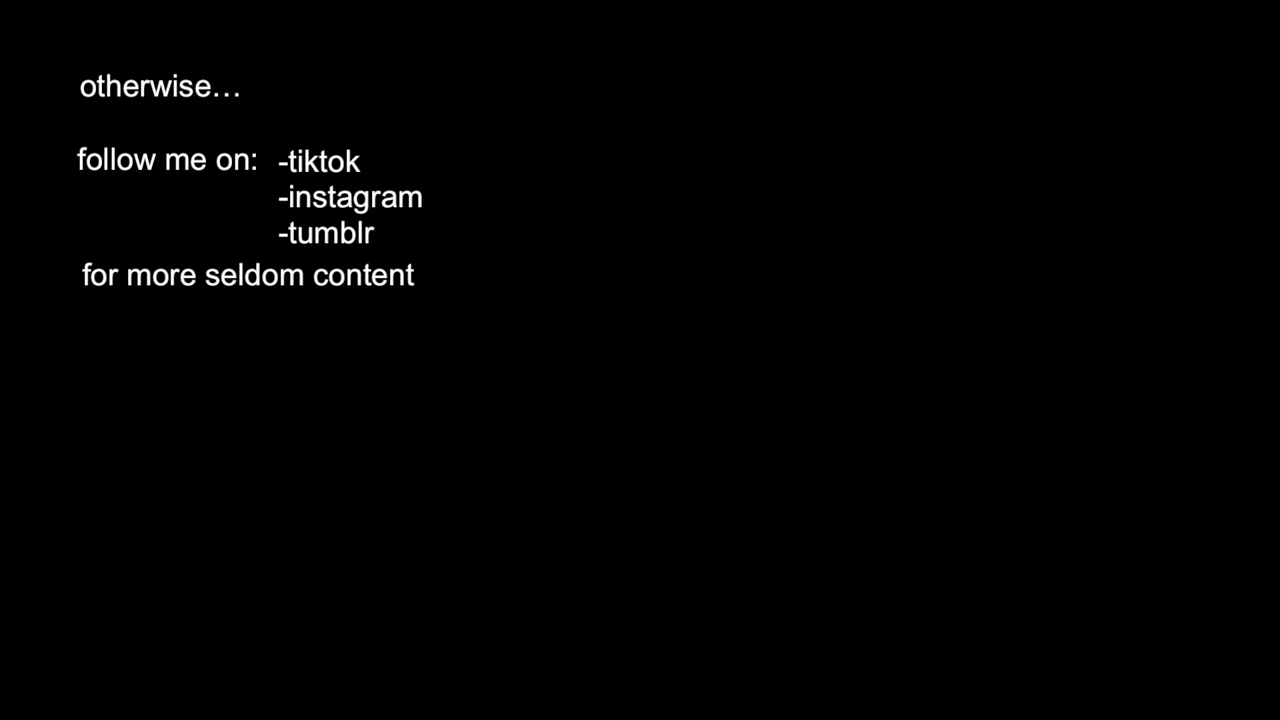 otherwise…
follow me on: -tiktok
-instagram
-tumblr
for more seldom content